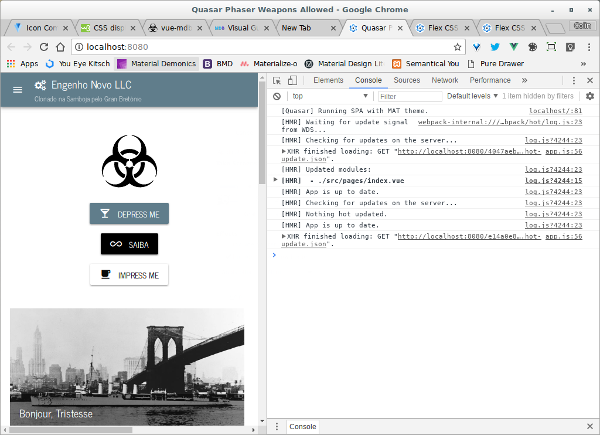 Quasar Phaser Weapons Allowed - Google Chrome
Icon Con
CSS disp
vue-mdb
Visual G
New Tab
Quasar F
Flex CSS
Flex CSS
Colin
localhost:8080
Apps
You Eye Kitsch
Material Demonics
BMD
Materialize-o
Material Design Lit
Semantical You
Pure Drawer
Engenho Novo LLC
Clonado na Sambaja pelo Gran Bretónio
DEPRESS ME
SAIBA
IMPRESS ME
Bonjour, Tristesse
Elements Console Sources Network Performance
top
Filter
Default levels
1 item hidden by filters
[Quasar] Running SPA with MAT theme. localhost/:81
[HMR] Waiting for update signal webpack-internal:///…bpack/hot/log.js:23
from WDS...
[HMR] Checking for updates on the server... log.js?4244:23
XHR finished loading: GET "http://localhost:8080/4047aeb….hot- app.js:56
update.json".
[HMR] Updated modules: log.js?4244:23
[HMR] - ./src/pages/index.vue log.js?4244:15
[HMR] App is up to date. log.js?4244:23
[HMR] Checking for updates on the server... log.js?4244:23
[HMR] Nothing hot updated. log.js?4244:23
[HMR] App is up to date. log.js?4244:23
XHR finished loading: GET "http://localhost:8080/e14a0e8….hot- app.js:56
update.json".
Console